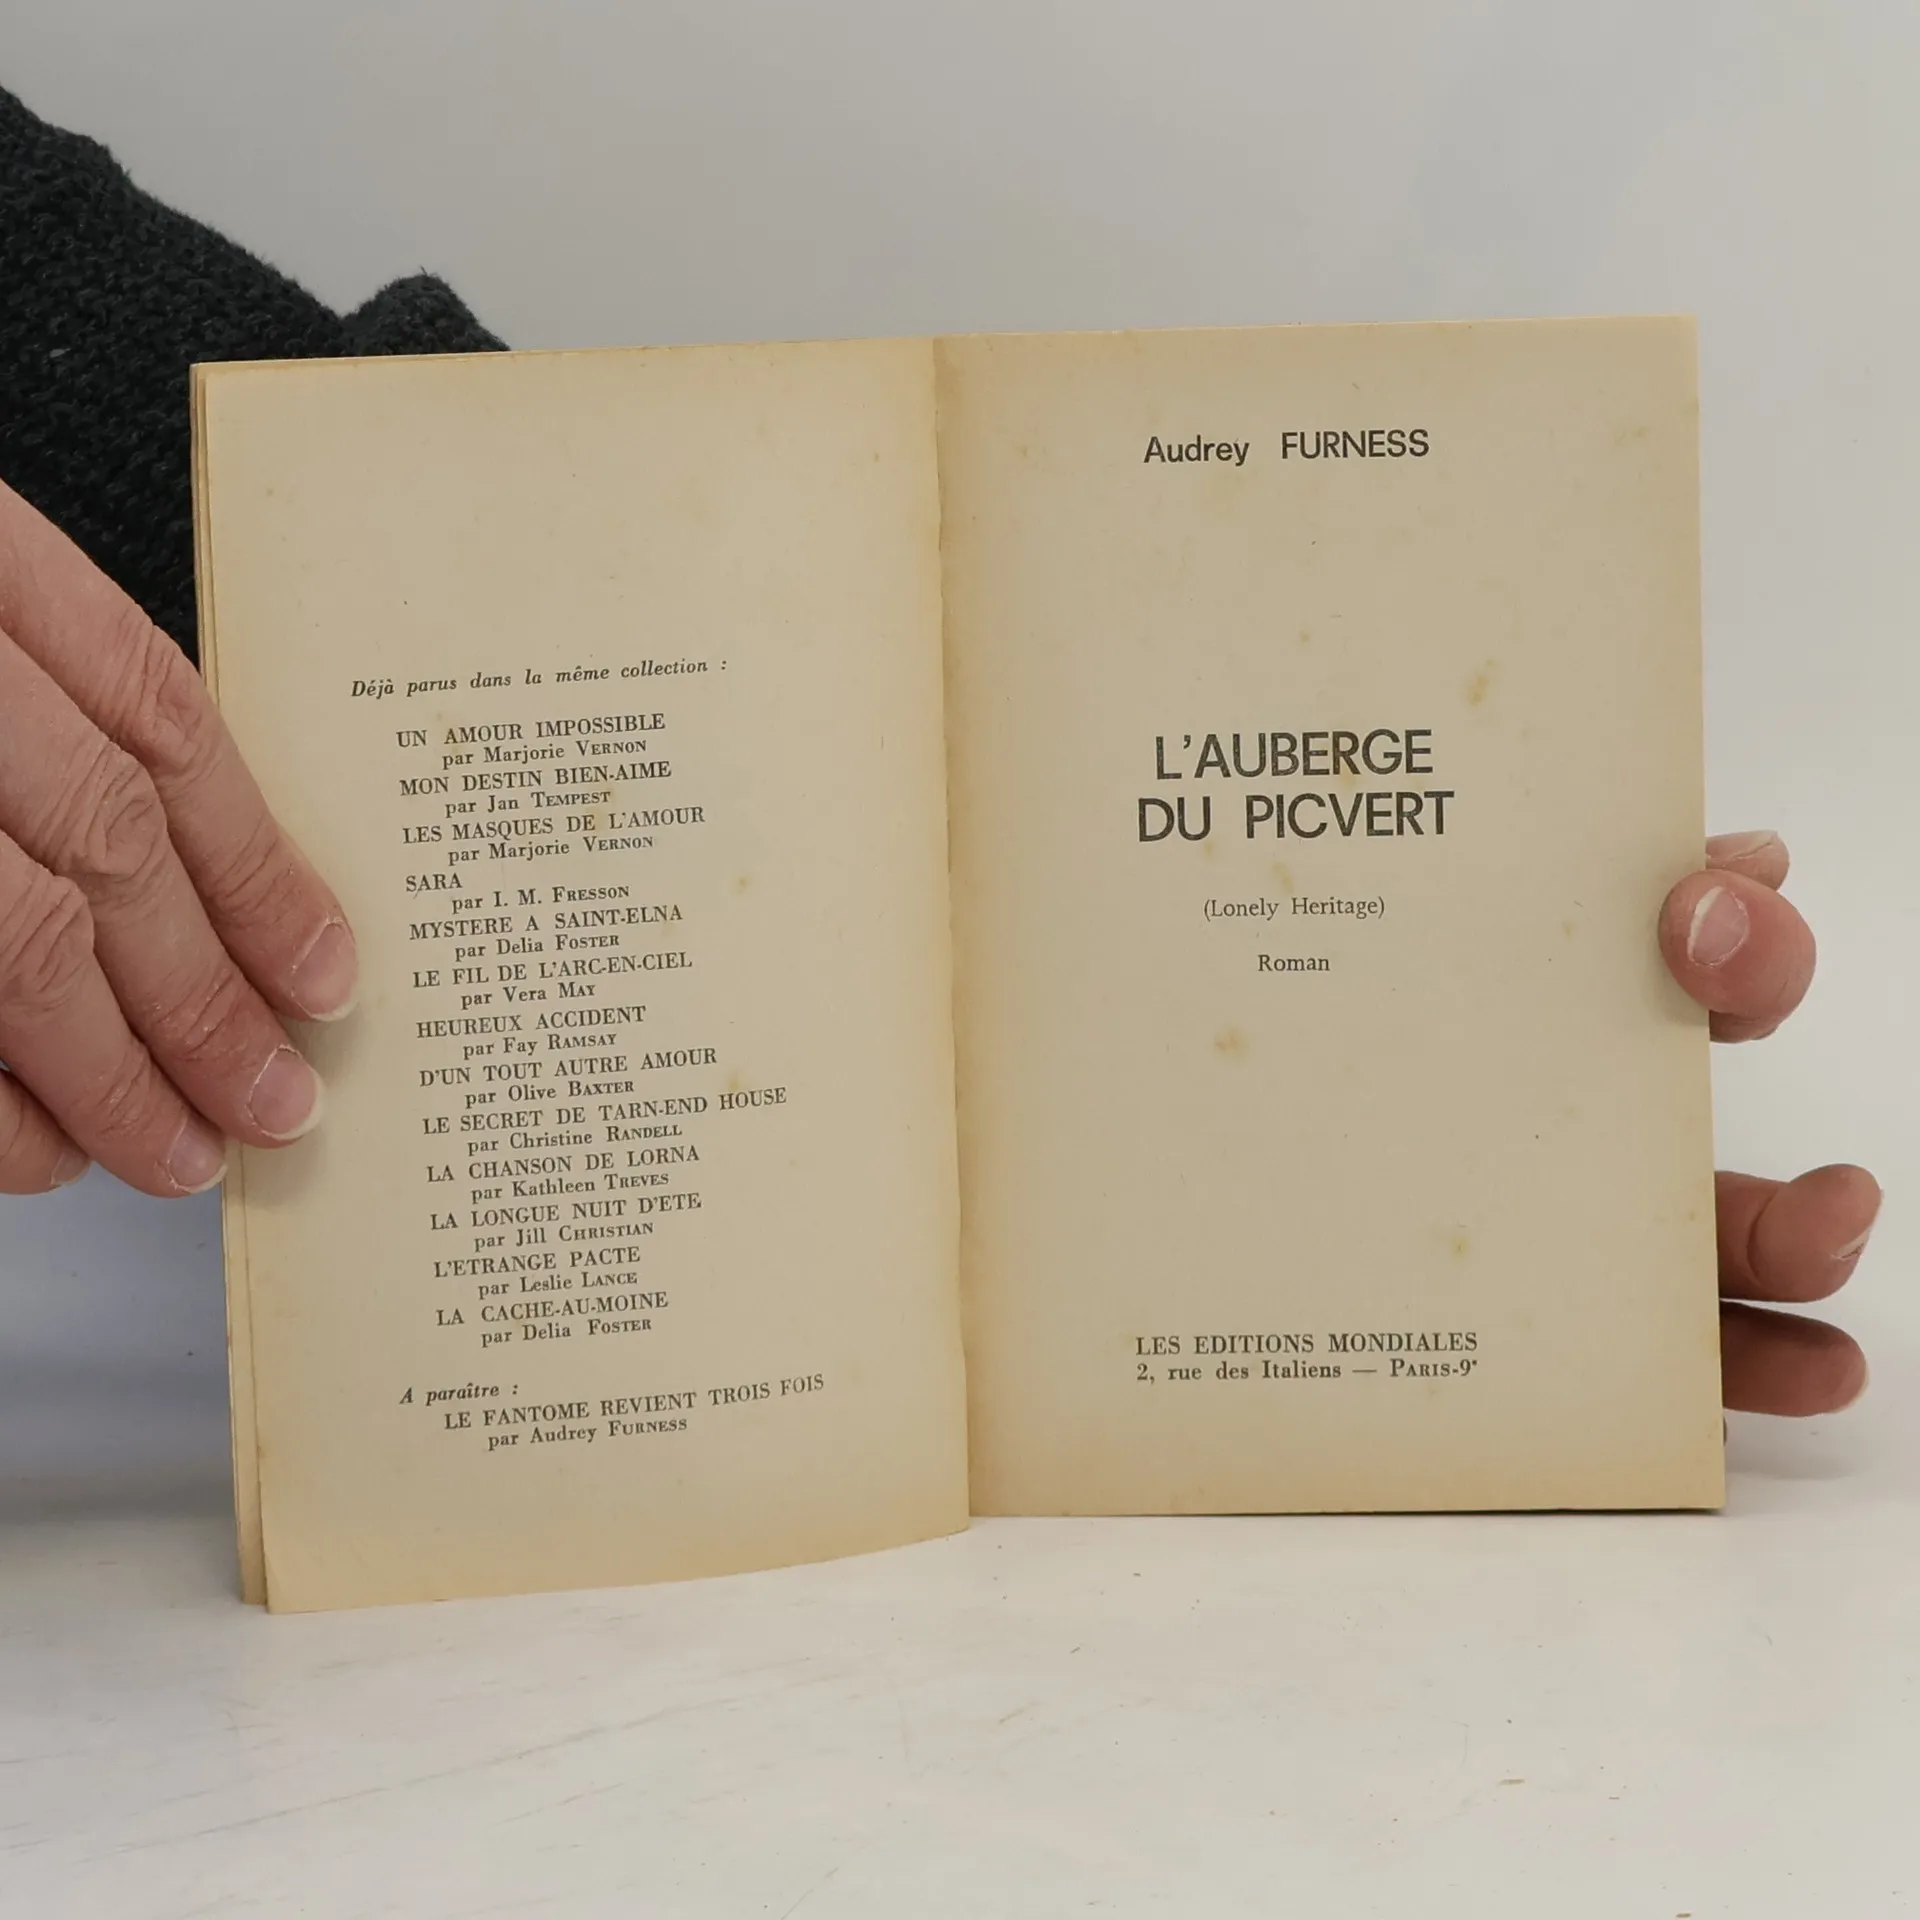 Déjà parus dans la même collection :
UN AMOUR IMPOSSIBLE
par Marjorie VERNON
MON DESTIN BIEN-AIME
par Jan TEMPEST
LES MASQUES DE L'AMOUR
par Marjorie VERNON
SARA
par I. M. FRESSON
MYSTERE A SAINT-ELNA
par Delia FOSTER
LE FIL DE L'ARC-EN-CIEL
par Vera MAY
HEUREUX ACCIDENT
par Fay RAMSAY
D'UN TOUT AUTRE AMOUR
par Olive BAXTER
LE SECRET DE TARN-END HOUSE
par Christine RANDELL
LA CHANSON DE LORNA
par Kathleen TREVES
LA LONGUE NUIT D'ETE
par Jill CHRISTIAN
L'ETRANGE PACTE
par Leslie LANCE
LA CACHE-AU-MOINE
par Delia FOSTER
A paraître :
LE FANTOME REVIENT TROIS FOIS
par Audrey FURNESS
Audrey FURNESS
L'AUBERGE
DU PICVERT
(Lonely Heritage)
Roman
LES EDITIONS MONDIALES
2, rue des Italiens — PARIS-9ᵉ